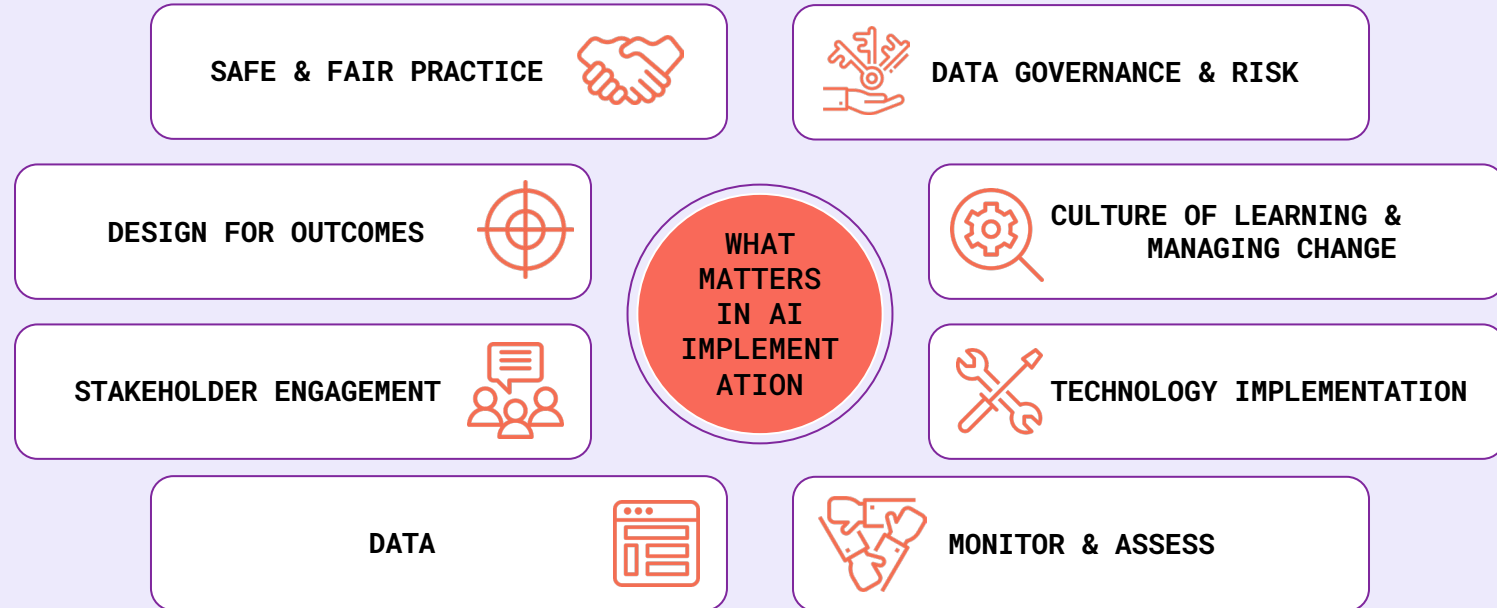 SAFE & FAIR PRACTICE
DATA GOVERNANCE & RISK
DESIGN FOR OUTCOMES
WHAT
MATTERS
IN AI
IMPLEMENT
ATION
CULTURE OF LEARNING &
MANAGING CHANGE
STAKEHOLDER ENGAGEMENT
TECHNOLOGY IMPLEMENTATION
DATA
MONITOR & ASSESS